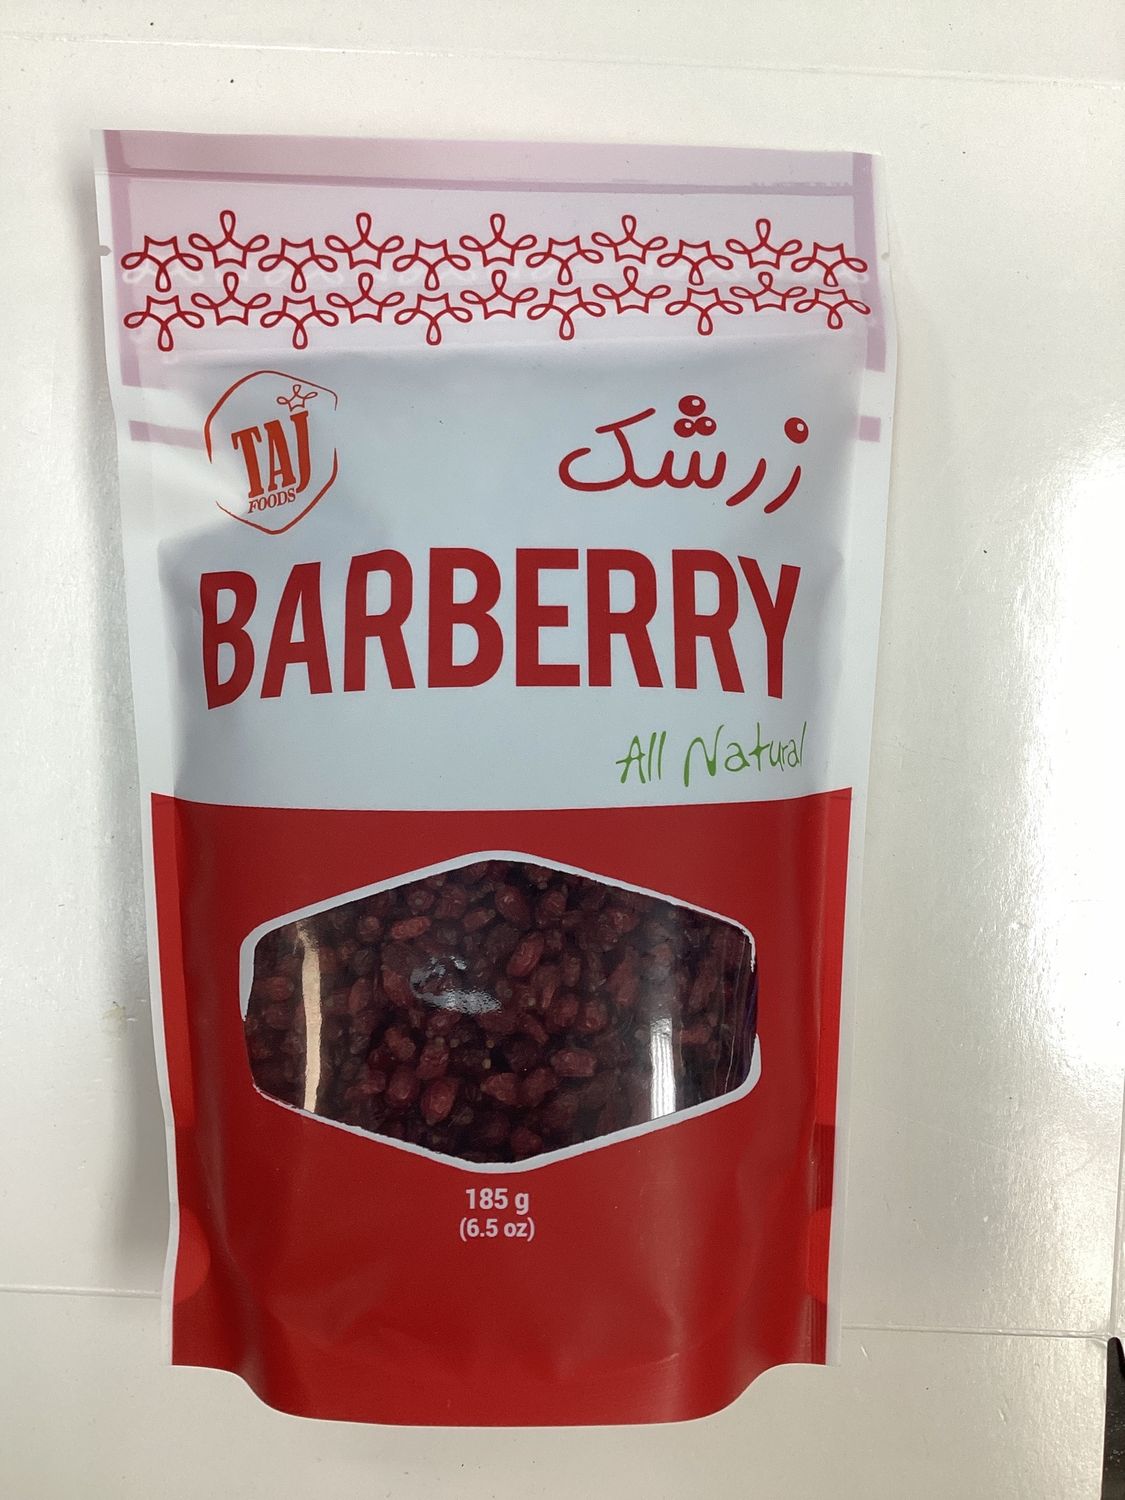 TAJ
FOODS
زرشک
BARBERRY
All Natural
185 g
(6.5 oz)